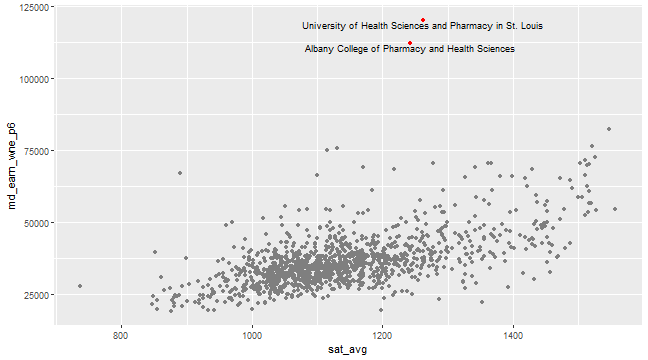 125000
University of Health Sciences and Pharmacy in St. Louis
Albany College of Pharmacy and Health Sciences
100000
75000
md_earn_wne_p6
50000
25000
800
1000
1200
1400
sat_avg